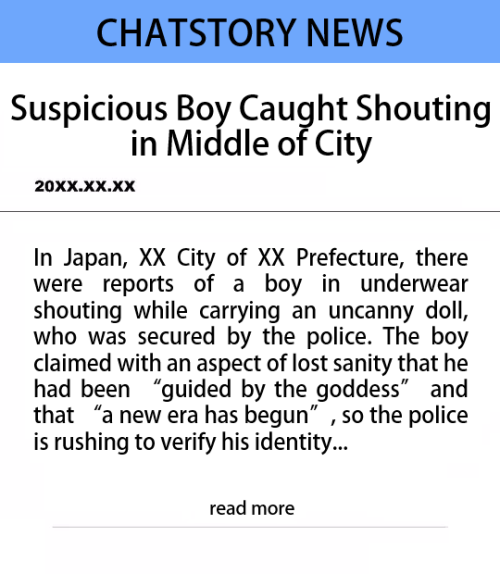 CHATSTORY NEWS
Suspicious Boy Caught Shouting
in Middle of City
20XX.XX.XX
In Japan, XX City of XX Prefecture, there
were reports of a boy in underwear
shouting while carrying an uncanny doll,
who was secured by the police. The boy
claimed with an aspect of lost sanity that he
had been “guided by the goddess” and
that “a new era has begun” , so the police
is rushing to verify his identity...
read more